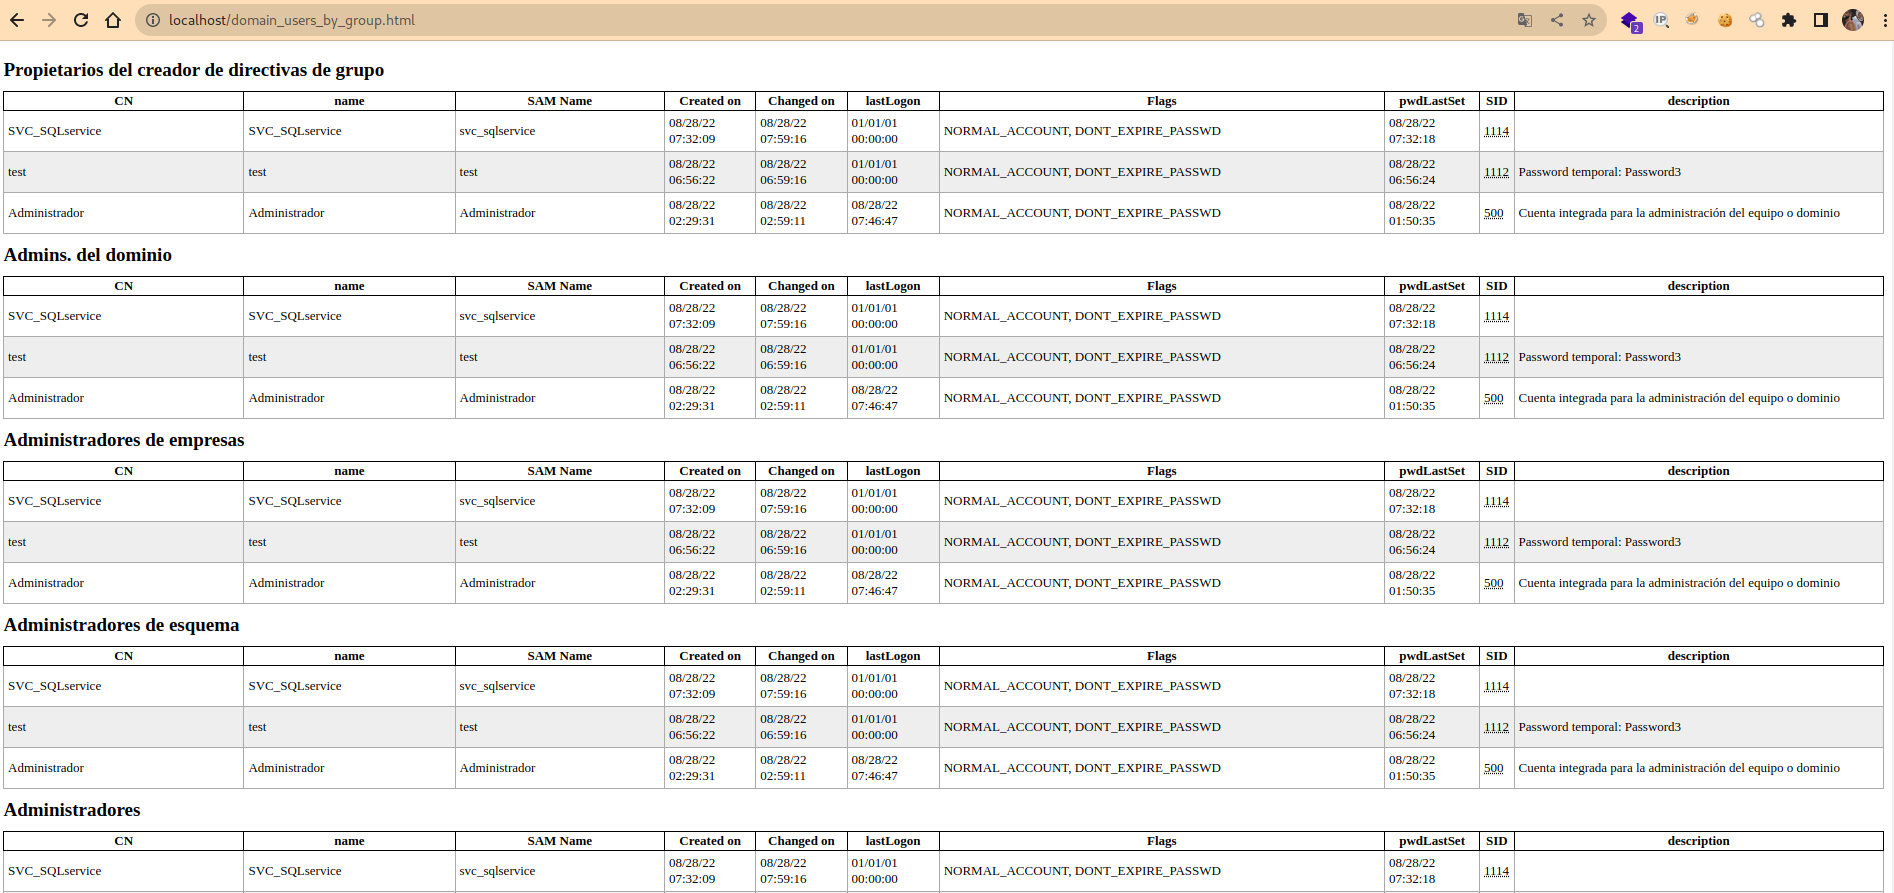 localhost/domain_users_by_group.html
2
IP
Propietarios del creador de directivas de grupo
CN name SAM Name Created on Changed on lastLogon Flags pwdLastSet SID description
SVC_SQLservice SVC_SQLservice svc_sqlservice 08/28/22 07:32:09 08/28/22 07:59:16 01/01/01 00:00:00 NORMAL_ACCOUNT, DONT_EXPIRE_PASSWD 08/28/22 07:32:18 1114
test test test 08/28/22 06:56:22 08/28/22 06:59:16 01/01/01 00:00:00 NORMAL_ACCOUNT, DONT_EXPIRE_PASSWD 08/28/22 06:56:24 1112 Password temporal: Password3
Administrador Administrador Administrador 08/28/22 02:29:31 08/28/22 02:59:11 08/28/22 07:46:47 NORMAL_ACCOUNT, DONT_EXPIRE_PASSWD 08/28/22 01:50:35 500 Cuenta integrada para la administración del equipo o dominio
Admins. del dominio
CN name SAM Name Created on Changed on lastLogon Flags pwdLastSet SID description
SVC_SQLservice SVC_SQLservice svc_sqlservice 08/28/22 07:32:09 08/28/22 07:59:16 01/01/01 00:00:00 NORMAL_ACCOUNT, DONT_EXPIRE_PASSWD 08/28/22 07:32:18 1114
test test test 08/28/22 06:56:22 08/28/22 06:59:16 01/01/01 00:00:00 NORMAL_ACCOUNT, DONT_EXPIRE_PASSWD 08/28/22 06:56:24 1112 Password temporal: Password3
Administrador Administrador Administrador 08/28/22 02:29:31 08/28/22 02:59:11 08/28/22 07:46:47 NORMAL_ACCOUNT, DONT_EXPIRE_PASSWD 08/28/22 01:50:35 500 Cuenta integrada para la administración del equipo o dominio
Administradores de empresas
CN name SAM Name Created on Changed on lastLogon Flags pwdLastSet SID description
SVC_SQLservice SVC_SQLservice svc_sqlservice 08/28/22 07:32:09 08/28/22 07:59:16 01/01/01 00:00:00 NORMAL_ACCOUNT, DONT_EXPIRE_PASSWD 08/28/22 07:32:18 1114
test test test 08/28/22 06:56:22 08/28/22 06:59:16 01/01/01 00:00:00 NORMAL_ACCOUNT, DONT_EXPIRE_PASSWD 08/28/22 06:56:24 1112 Password temporal: Password3
Administrador Administrador Administrador 08/28/22 02:29:31 08/28/22 02:59:11 08/28/22 07:46:47 NORMAL_ACCOUNT, DONT_EXPIRE_PASSWD 08/28/22 01:50:35 500 Cuenta integrada para la administración del equipo o dominio
Administradores de esquema
CN name SAM Name Created on Changed on lastLogon Flags pwdLastSet SID description
SVC_SQLservice SVC_SQLservice svc_sqlservice 08/28/22 07:32:09 08/28/22 07:59:16 01/01/01 00:00:00 NORMAL_ACCOUNT, DONT_EXPIRE_PASSWD 08/28/22 07:32:18 1114
test test test 08/28/22 06:56:22 08/28/22 06:59:16 01/01/01 00:00:00 NORMAL_ACCOUNT, DONT_EXPIRE_PASSWD 08/28/22 06:56:24 1112 Password temporal: Password3
Administrador Administrador Administrador 08/28/22 02:29:31 08/28/22 02:59:11 08/28/22 07:46:47 NORMAL_ACCOUNT, DONT_EXPIRE_PASSWD 08/28/22 01:50:35 500 Cuenta integrada para la administración del equipo o dominio
Administradores
CN name SAM Name Created on Changed on lastLogon Flags pwdLastSet SID description
SVC_SQLservice SVC_SQLservice svc_sqlservice 08/28/22 07:32:09 08/28/22 07:59:16 01/01/01 00:00:00 NORMAL_ACCOUNT, DONT_EXPIRE_PASSWD 08/28/22 07:32:18 1114